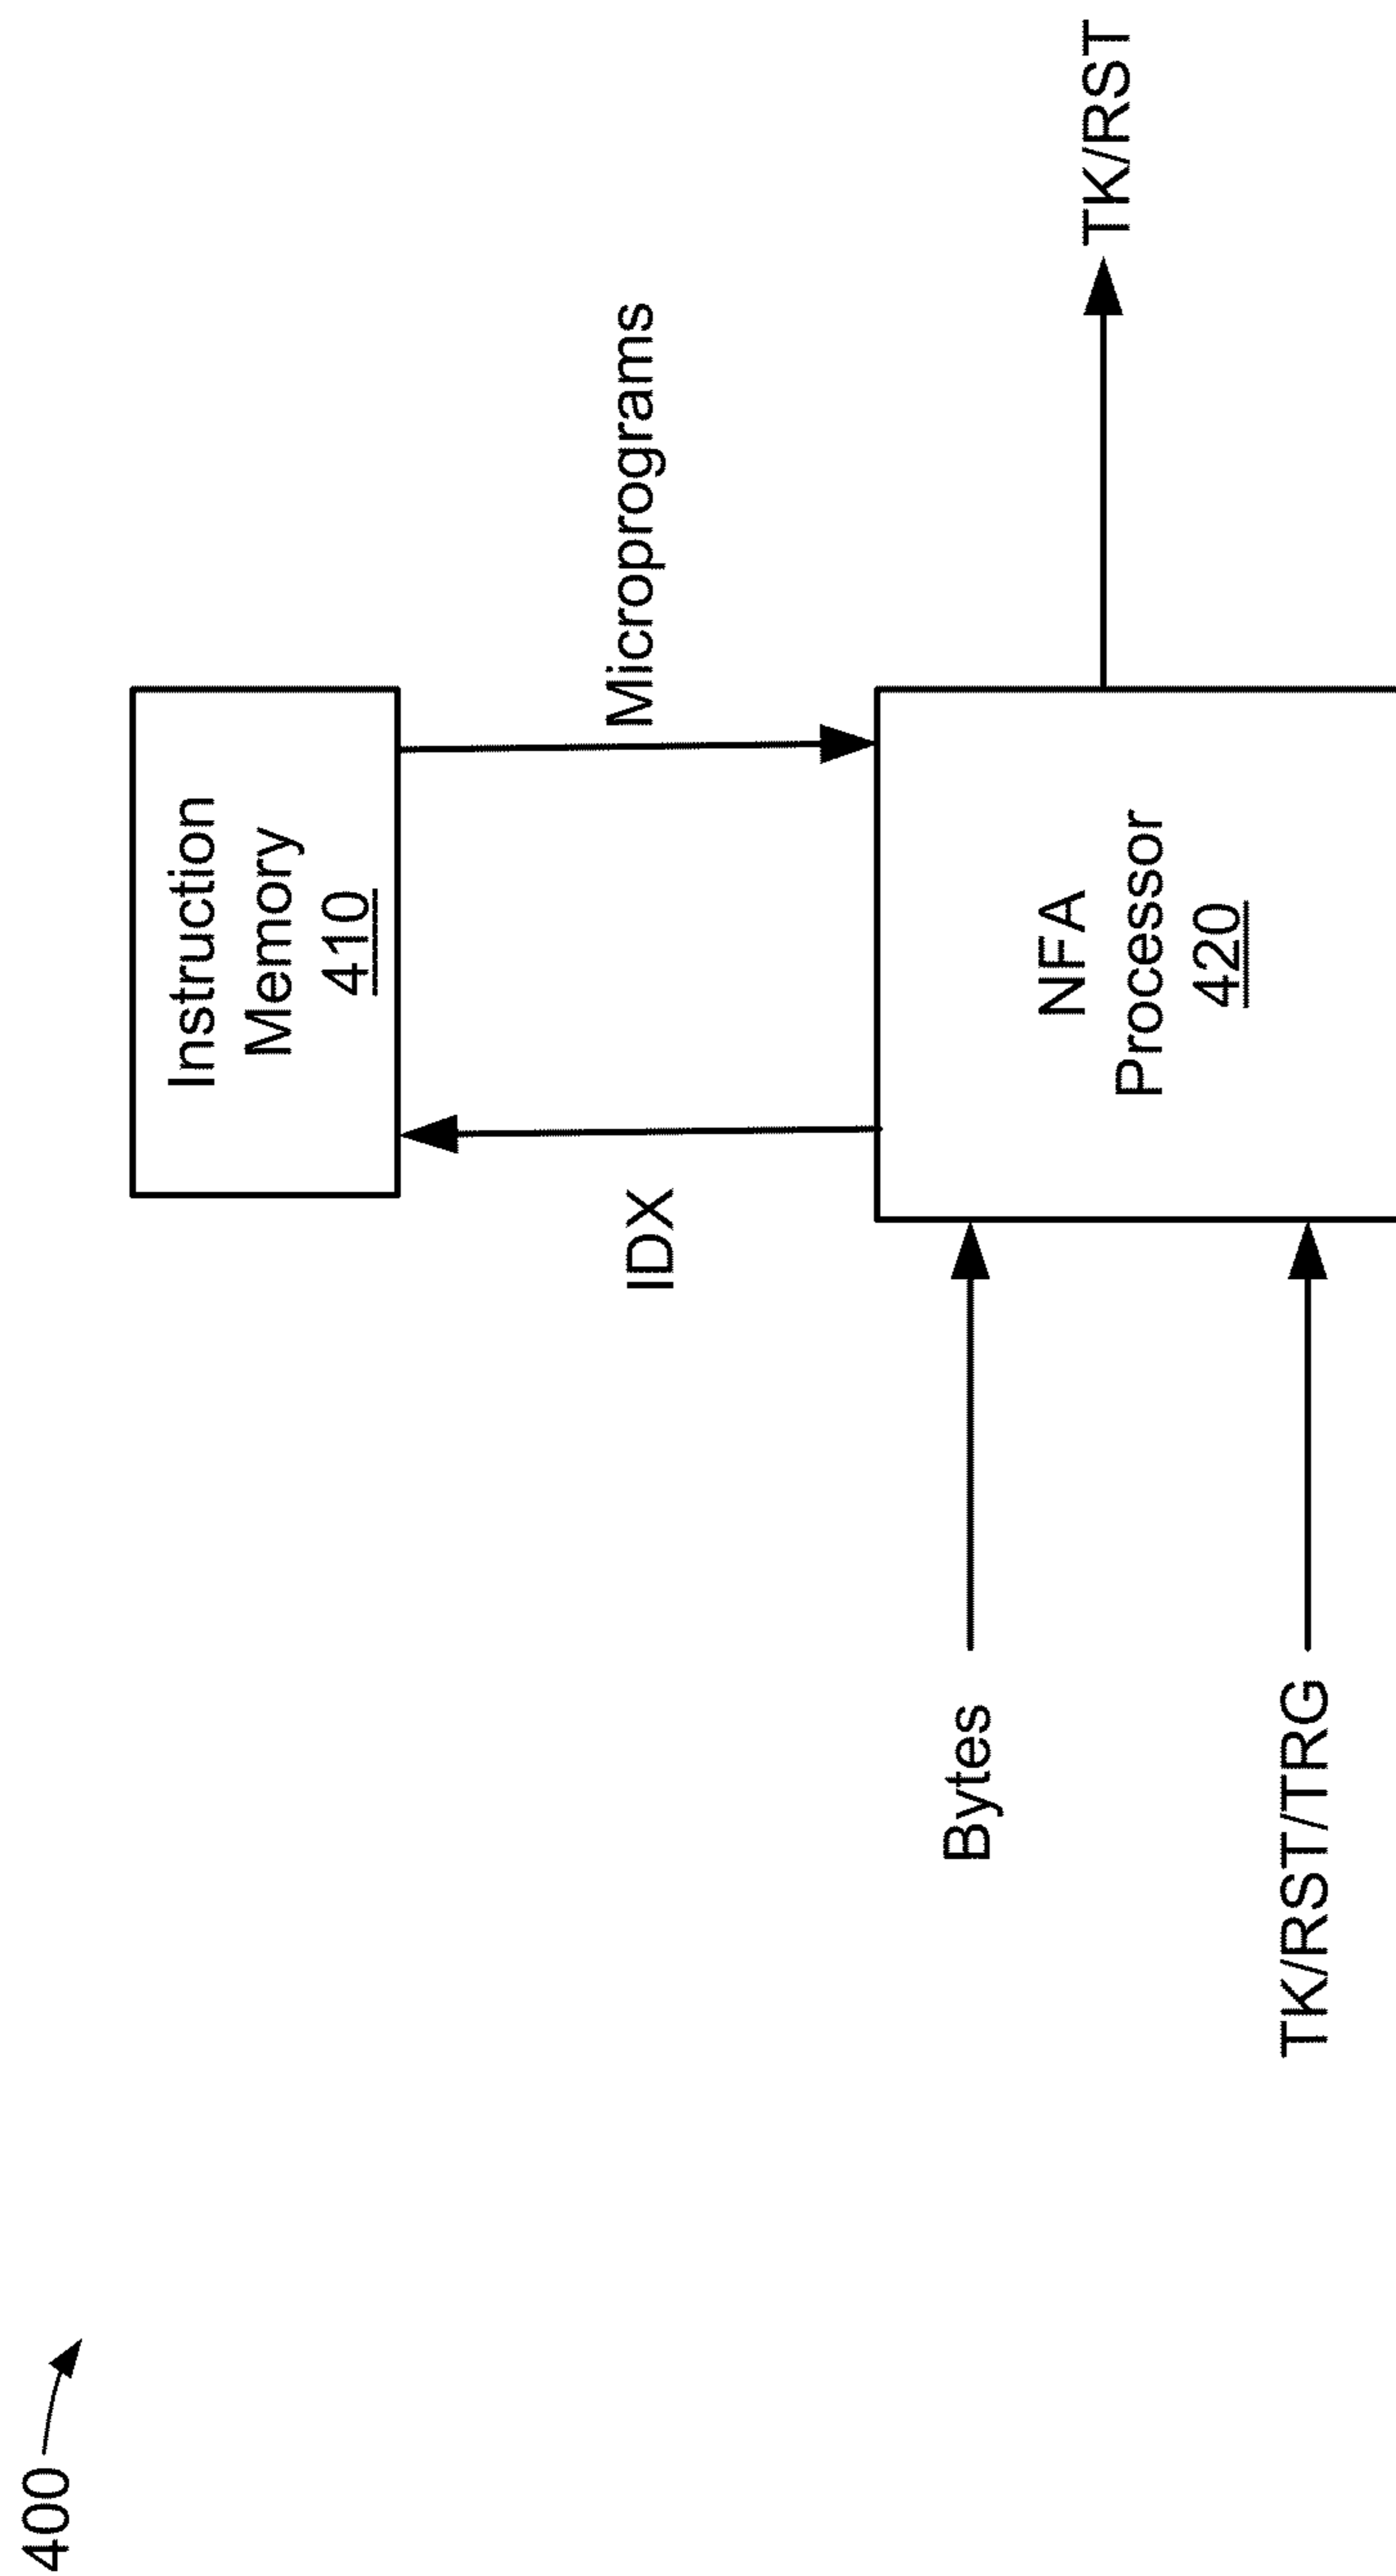 400
Instruction
Memory
410
IDX
Microprograms
Bytes
NFA
Processor
420
TK/RST
TK/RST/TRG